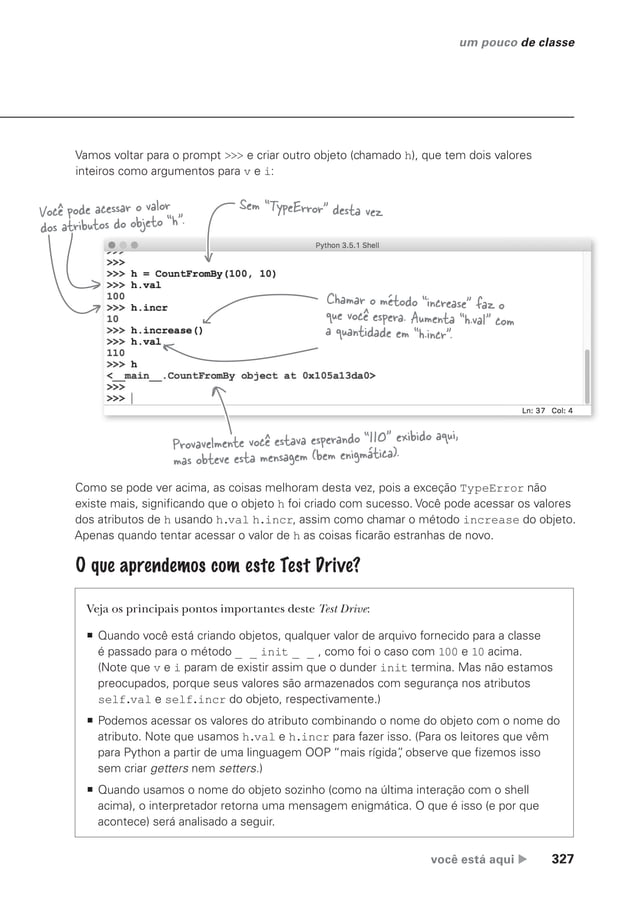 um pouco de classe
Vamos voltar para o prompt >>> e criar outro objeto (chamado h), que tem dois valores
inteiros como argumentos para v e i:
Você pode acessar o valor
dos atributos do objeto "h".
Sem "TypeError" desta vez
Python 3.5.1 Shell
>>>
>>>
>>> h = CountFromBy(100, 10)
>>> h.val
100
>>> h.incr
10
>>> h.increase()
>>> h.val
110
>>> h
<__main__.CountFromBy object at 0x105a13da0>
>>>
>>>
Chamar o método "increase" faz o
que você espera. Aumenta "h.val" com
a quantidade em "h.incr".
Ln: 37 Col: 4
Provavelmente você estava esperando "110" exibido aqui,
mas obteve esta mensagem (bem enigmática).
Como se pode ver acima, as coisas melhoram desta vez, pois a exceção TypeError não
existe mais, significando que o objeto h foi criado com sucesso. Você pode acessar os valores
dos atributos de h usando h.val h.incr, assim como chamar o método increase do objeto.
Apenas quando tentar acessar o valor de h as coisas ficarão estranhas de novo.
O que aprendemos com este Test Drive?
Veja os principais pontos importantes deste Test Drive:
■ Quando você está criando objetos, qualquer valor de arquivo fornecido para a classe
é passado para o método _ _ init _ _ , como foi o caso com 100 e 10 acima.
(Note que v e i param de existir assim que o dunder init termina. Mas não estamos
preocupados, porque seus valores são armazenados com segurança nos atributos
self.val e self.incr do objeto, respectivamente.)
■ Podemos acessar os valores do atributo combinando o nome do objeto com o nome do
atributo. Note que usamos h.val e h.incr para fazer isso. (Para os leitores que vêm
para Python a partir de uma linguagem OOP "mais rígida", observe que fizemos isso
sem criar getters nem setters.)
■ Quando usamos o nome do objeto sozinho (como na última interação com o shell
acima), o interpretador retorna uma mensagem enigmática. O que é isso (e por que
acontece) será analisado a seguir.
você está aqui ▶ 327